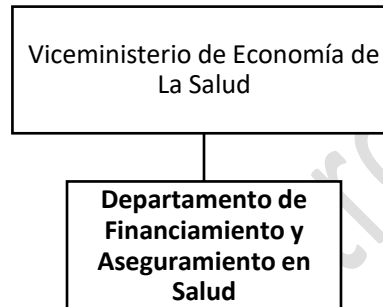 Viceministerio de Economía de
La Salud
Departamento de
Financiamiento y
Aseguramiento en
Salud